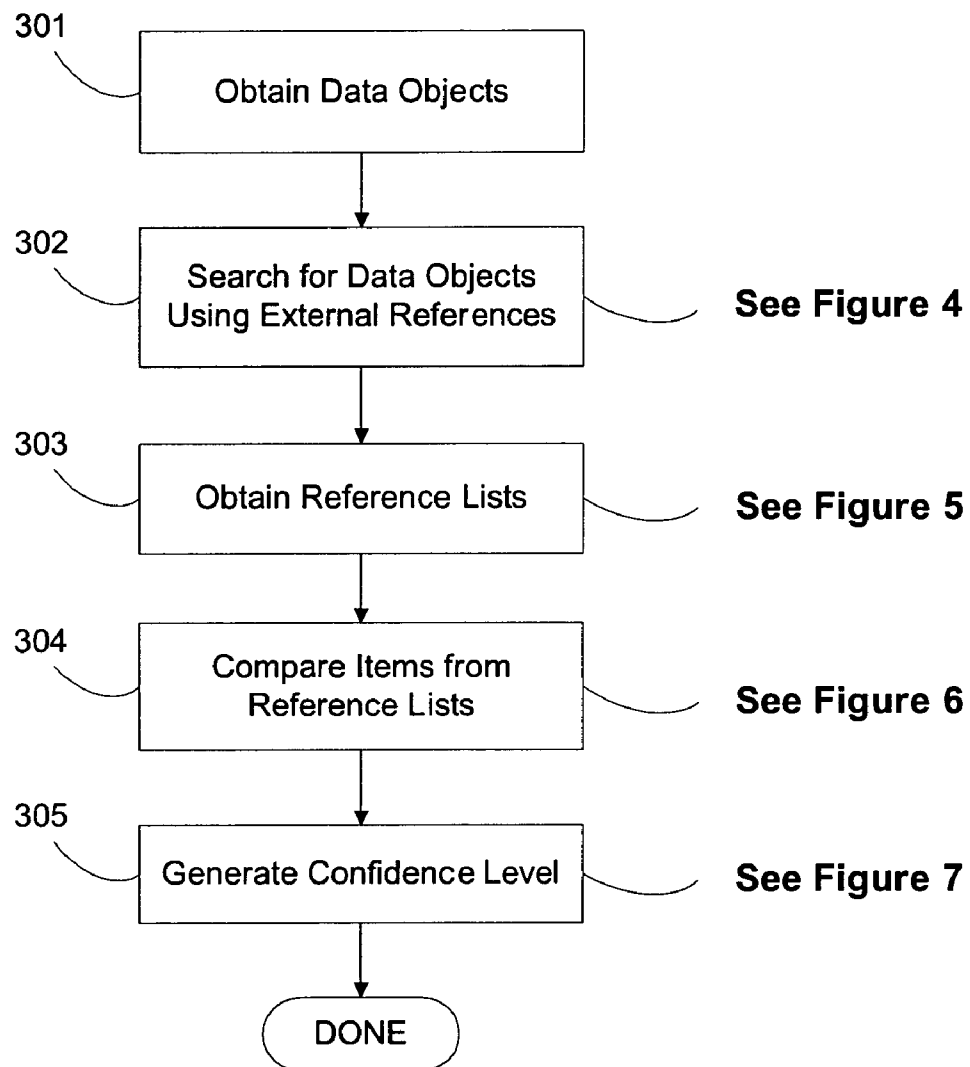 301
Obtain Data Objects
302
Search for Data Objects
Using External References
See Figure 4
303
Obtain Reference Lists
See Figure 5
304
Compare Items from
Reference Lists
See Figure 6
305
Generate Confidence Level
See Figure 7
DONE